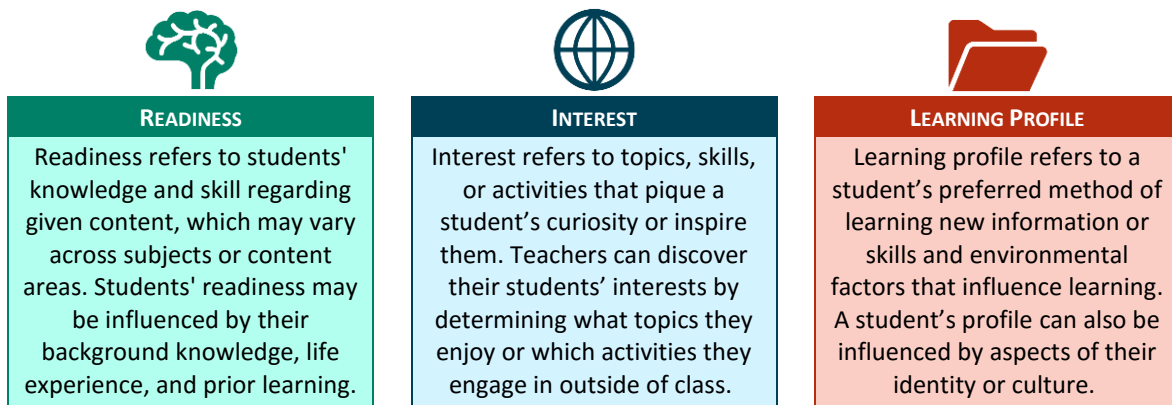 READINESS
Readiness refers to students'
knowledge and skill regarding
given content, which may vary
across subjects or content
areas. Students' readiness may
be influenced by their
background knowledge, life
experience, and prior learning.
INTEREST
Interest refers to topics, skills,
or activities that pique a
student’s curiosity or inspire
them. Teachers can discover
their students’ interests by
determining what topics they
enjoy or which activities they
engage in outside of class.
LEARNING PROFILE
Learning profile refers to a
student’s preferred method of
learning new information or
skills and environmental
factors that influence learning.
A student’s profile can also be
influenced by aspects of their
identity or culture.